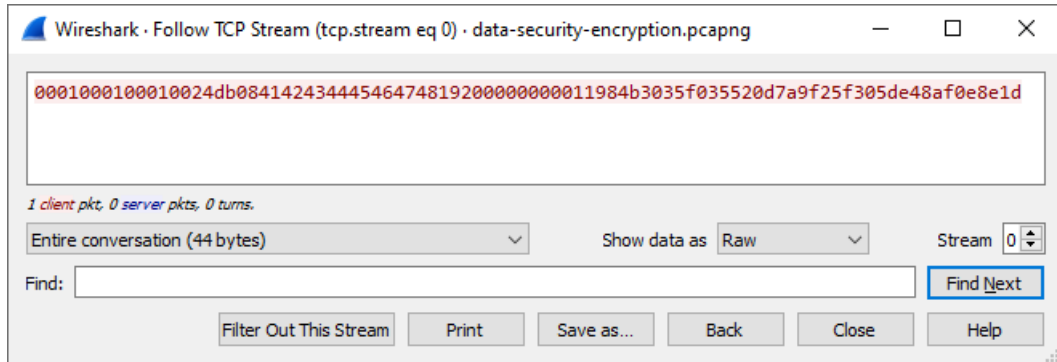 Wireshark · Follow TCP Stream (tcp.stream eq 0) · data-security-encryption.pcapng
0001000100010024db08414243444546474819200000000011984b3035f035520d7a9f25f305de48af0e8e1d
1 client pkt, 0 server pkts, 0 turns.
Entire conversation (44 bytes) Show data as Raw Stream 0
Find: Find Next
Filter Out This Stream Print Save as... Back Close Help